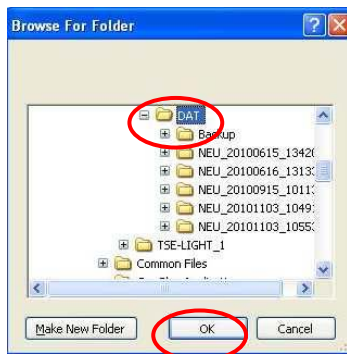 Browse For Folder
DAT
Backup
NEU_20100615_1342
NEU_20100616_1313
NEU_20100915_1011
NEU_20101103_1049
NEU_20101103_1055
TSE-LIGHT_1
Common Files
Make New Folder
OK
Cancel